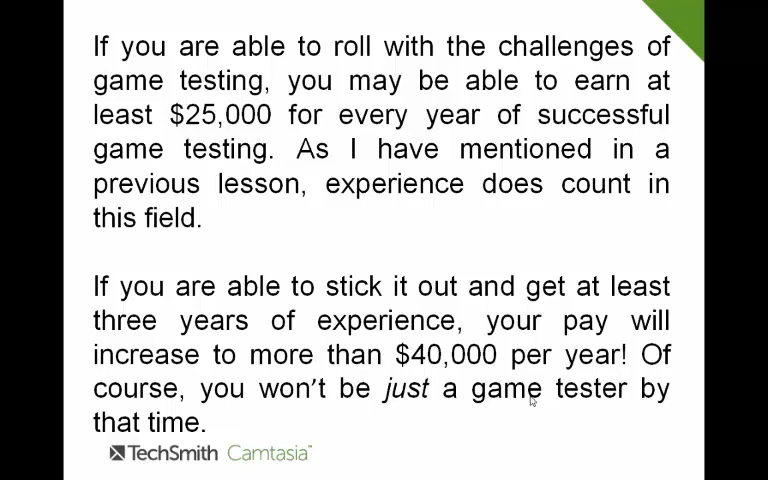 If you are able to roll with the challenges of
game testing, you may be able to earn at
least $25,000 for every year of successful
game testing. As I have mentioned in a
previous lesson, experience does count in
this field.
If you are able to stick it out and get at least
three years of experience, your pay will
increase to more than $40,000 per year! Of
course, you won't be just a game tester by
that time.
TechSmith Camtasia™